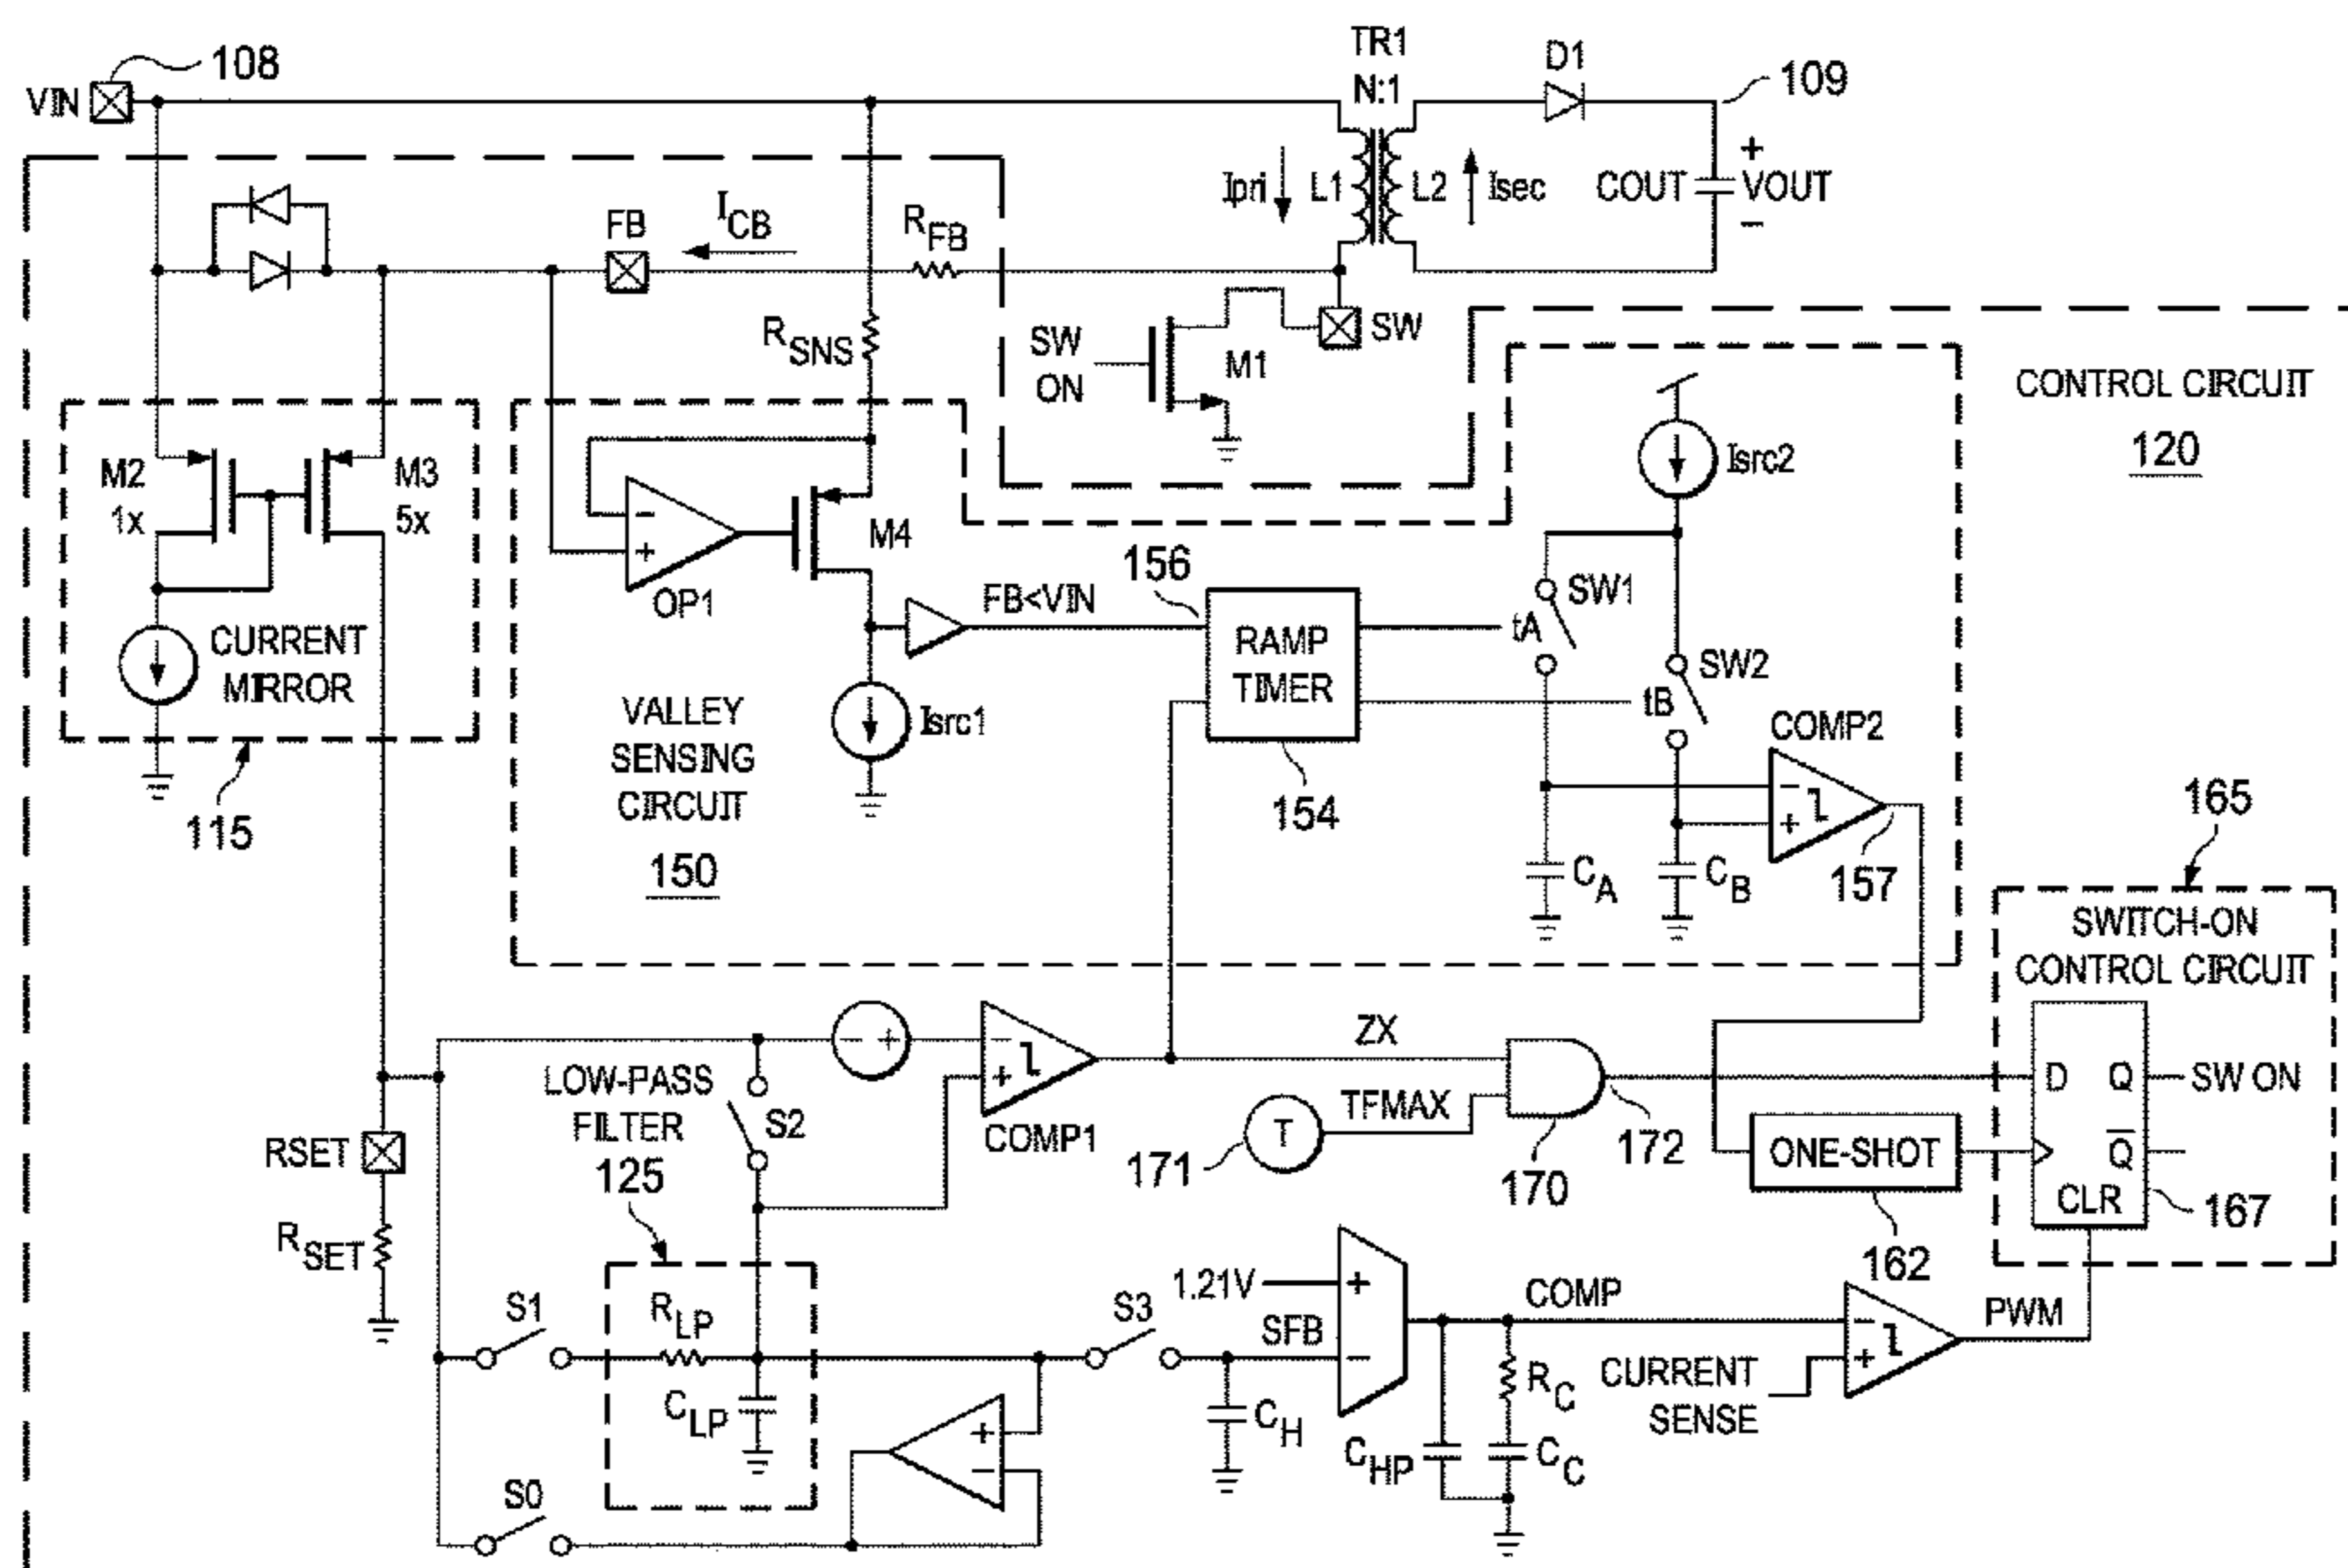 108
VIN
TR1
N:1
D1
109
Ipri
L1
L2
Isec
COUT
+
VOUT
−
FB
ICB
RFB
RSNS
SW
SW
ON
M1
CONTROL CIRCUIT
120
M2
1x
M3
5x
CURRENT
MIRROR
115
−
+
OP1
M4
VALLEY
SENSING
CIRCUIT
150
Isrc1
FB<VIN
156
RAMP
TIMER
154
Isrc2
SW1
tA
SW2
tB
COMP2
−
+
157
CA
CB
165
SWITCH-ON
CONTROL CIRCUIT
D
Q
SW ON
Q
CLR
167
− +
−
+
COMP1
ZX
TFMAX
T
171
170
172
ONE-SHOT
162
LOW-PASS
FILTER
125
S2
RSET
RSET
S1
RLP
CLP
S3
S0
+
−
1.21V
+
SFB
−
CH
COMP
CHP
RC
CC
CURRENT
SENSE
−
+
PWM